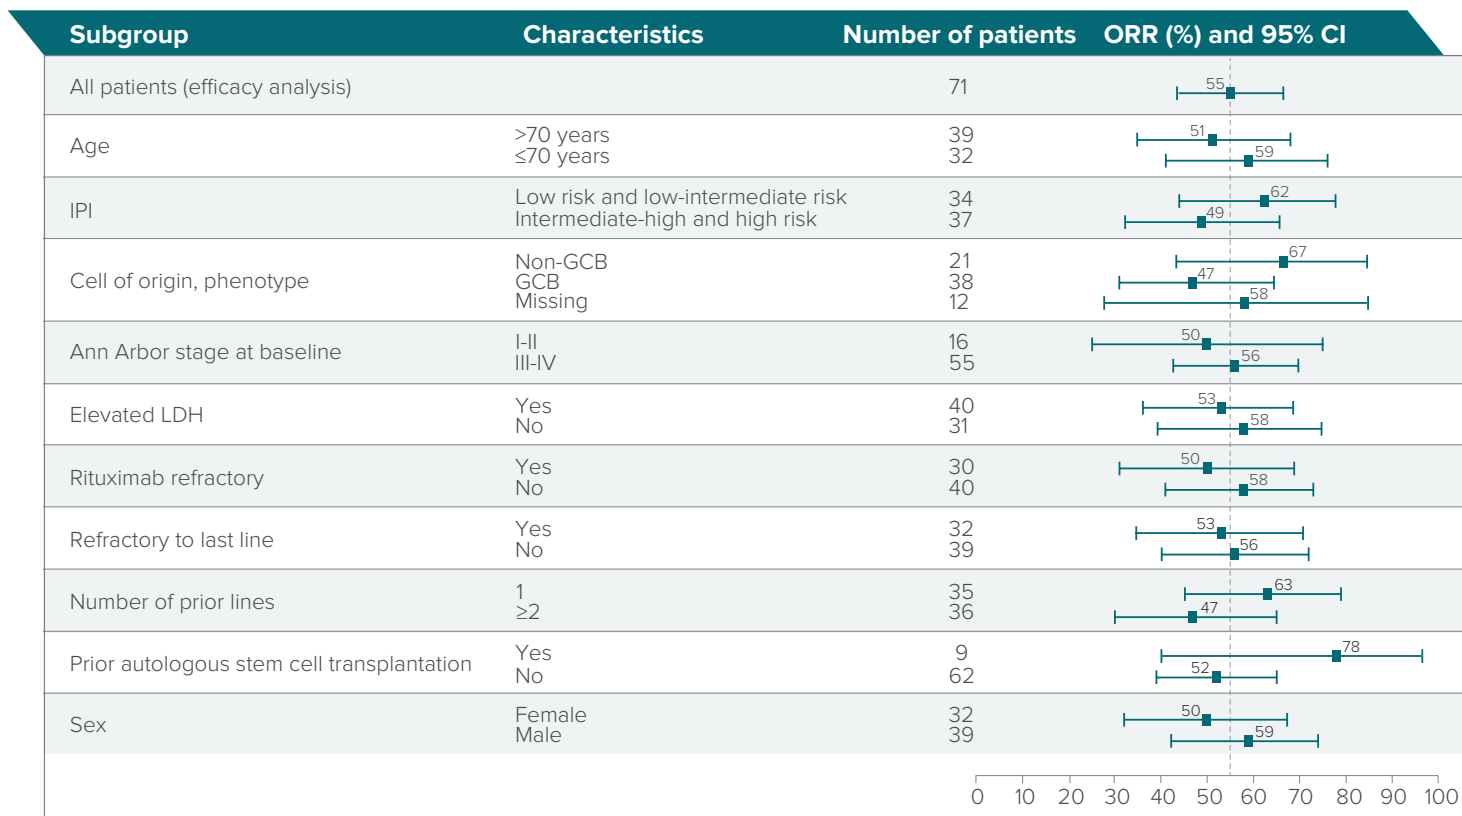 Subgroup Characteristics Number of patients ORR (%) and 95% CI
All patients (efficacy analysis) 71 55
Age >70 years 39 51
≤70 years 32 59
IPI Low risk and low-intermediate risk 34 62
Intermediate-high and high risk 37 49
Cell of origin, phenotype Non-GCB 21 67
GCB 38 47
Missing 12 58
Ann Arbor stage at baseline I-II 16 50
III-IV 55 56
Elevated LDH Yes 40 53
No 31 58
Rituximab refractory Yes 30 50
No 40 58
Refractory to last line Yes 32 53
No 39 56
Number of prior lines 1 35 63
≥2 36 47
Prior autologous stem cell transplantation Yes 9 78
No 62 52
Sex Female 32 50
Male 39 59
0 10 20 30 40 50 60 70 80 90 100